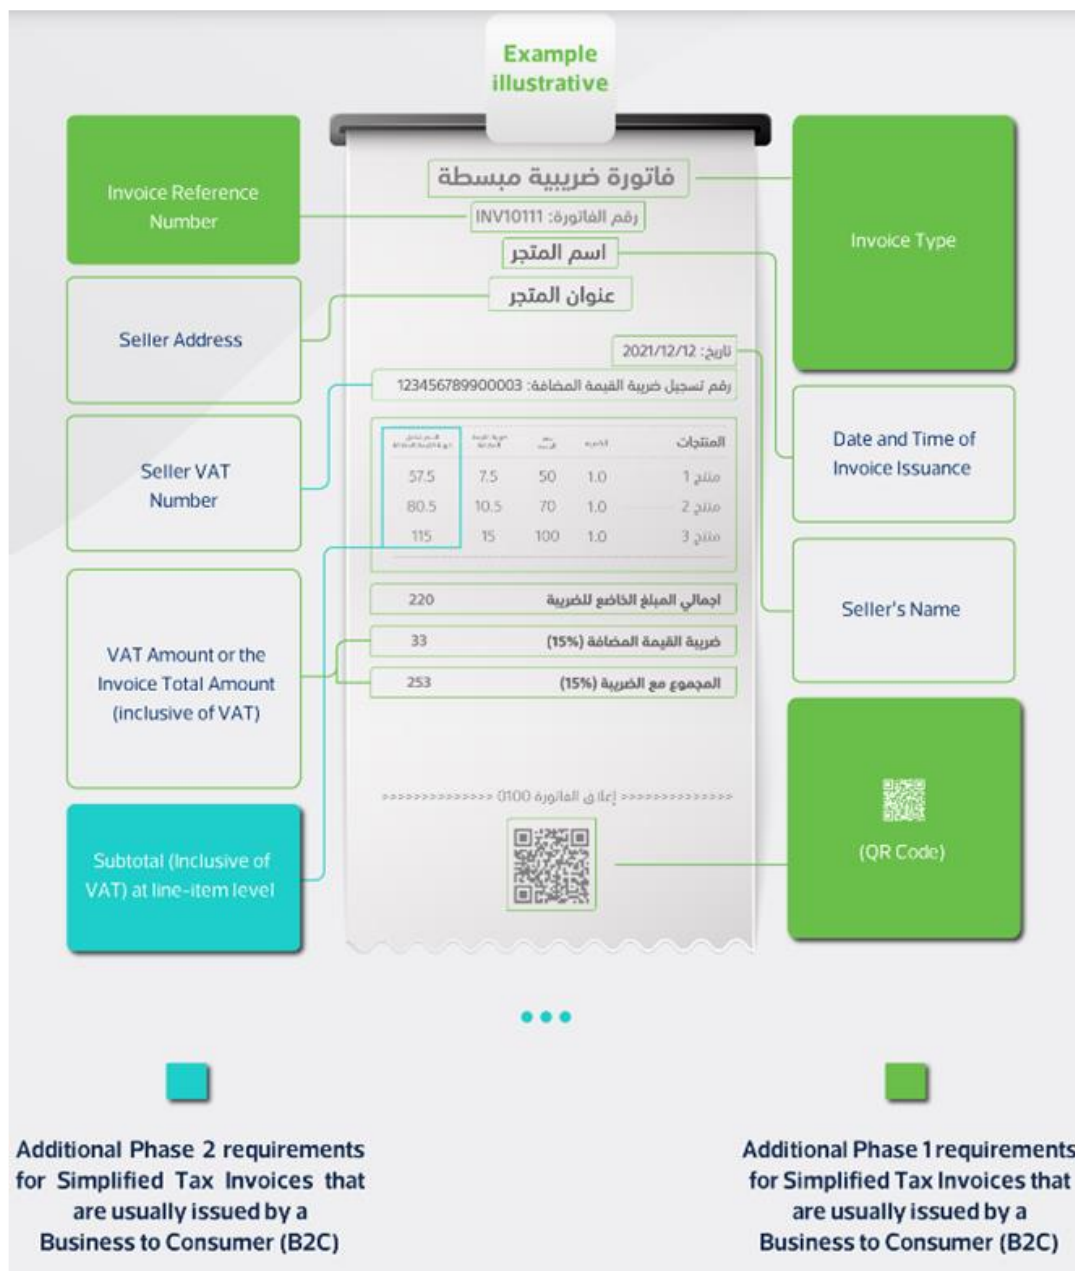 Example
illustrative
Invoice Reference
Number
Seller Address
Seller VAT
Number
VAT Amount or the
Invoice Total Amount
(inclusive of VAT)
Subtotal (Inclusive of
VAT) at line-item level
فاتورة ضريبية مبسطة
رقم الفاتورة: INV10111
اسم المتجر
عنوان المتجر
تاريخ: 2021/12/12
رقم تسجيل ضريبة القيمة المضافة: 123456789900003
المنتجات
منتج 1 1.0 50 7.5 57.5
منتج 2 1.0 70 10.5 80.5
منتج 3 1.0 100 15 115
اجمالي المبلغ الخاضع للضريبة 220
ضريبة القيمة المضافة (15%) 33
المجموع مع الضريبة (15%) 253
>>>>>>>>>>>>>> إغلاق الفاتورة 0100 <<<<<<<<<<<<<<
Invoice Type
Date and Time of
Invoice Issuance
Seller's Name
(QR Code)
Additional Phase 2 requirements
for Simplified Tax Invoices that
are usually issued by a
Business to Consumer (B2C)
Additional Phase 1 requirements
for Simplified Tax Invoices that
are usually issued by a
Business to Consumer (B2C)